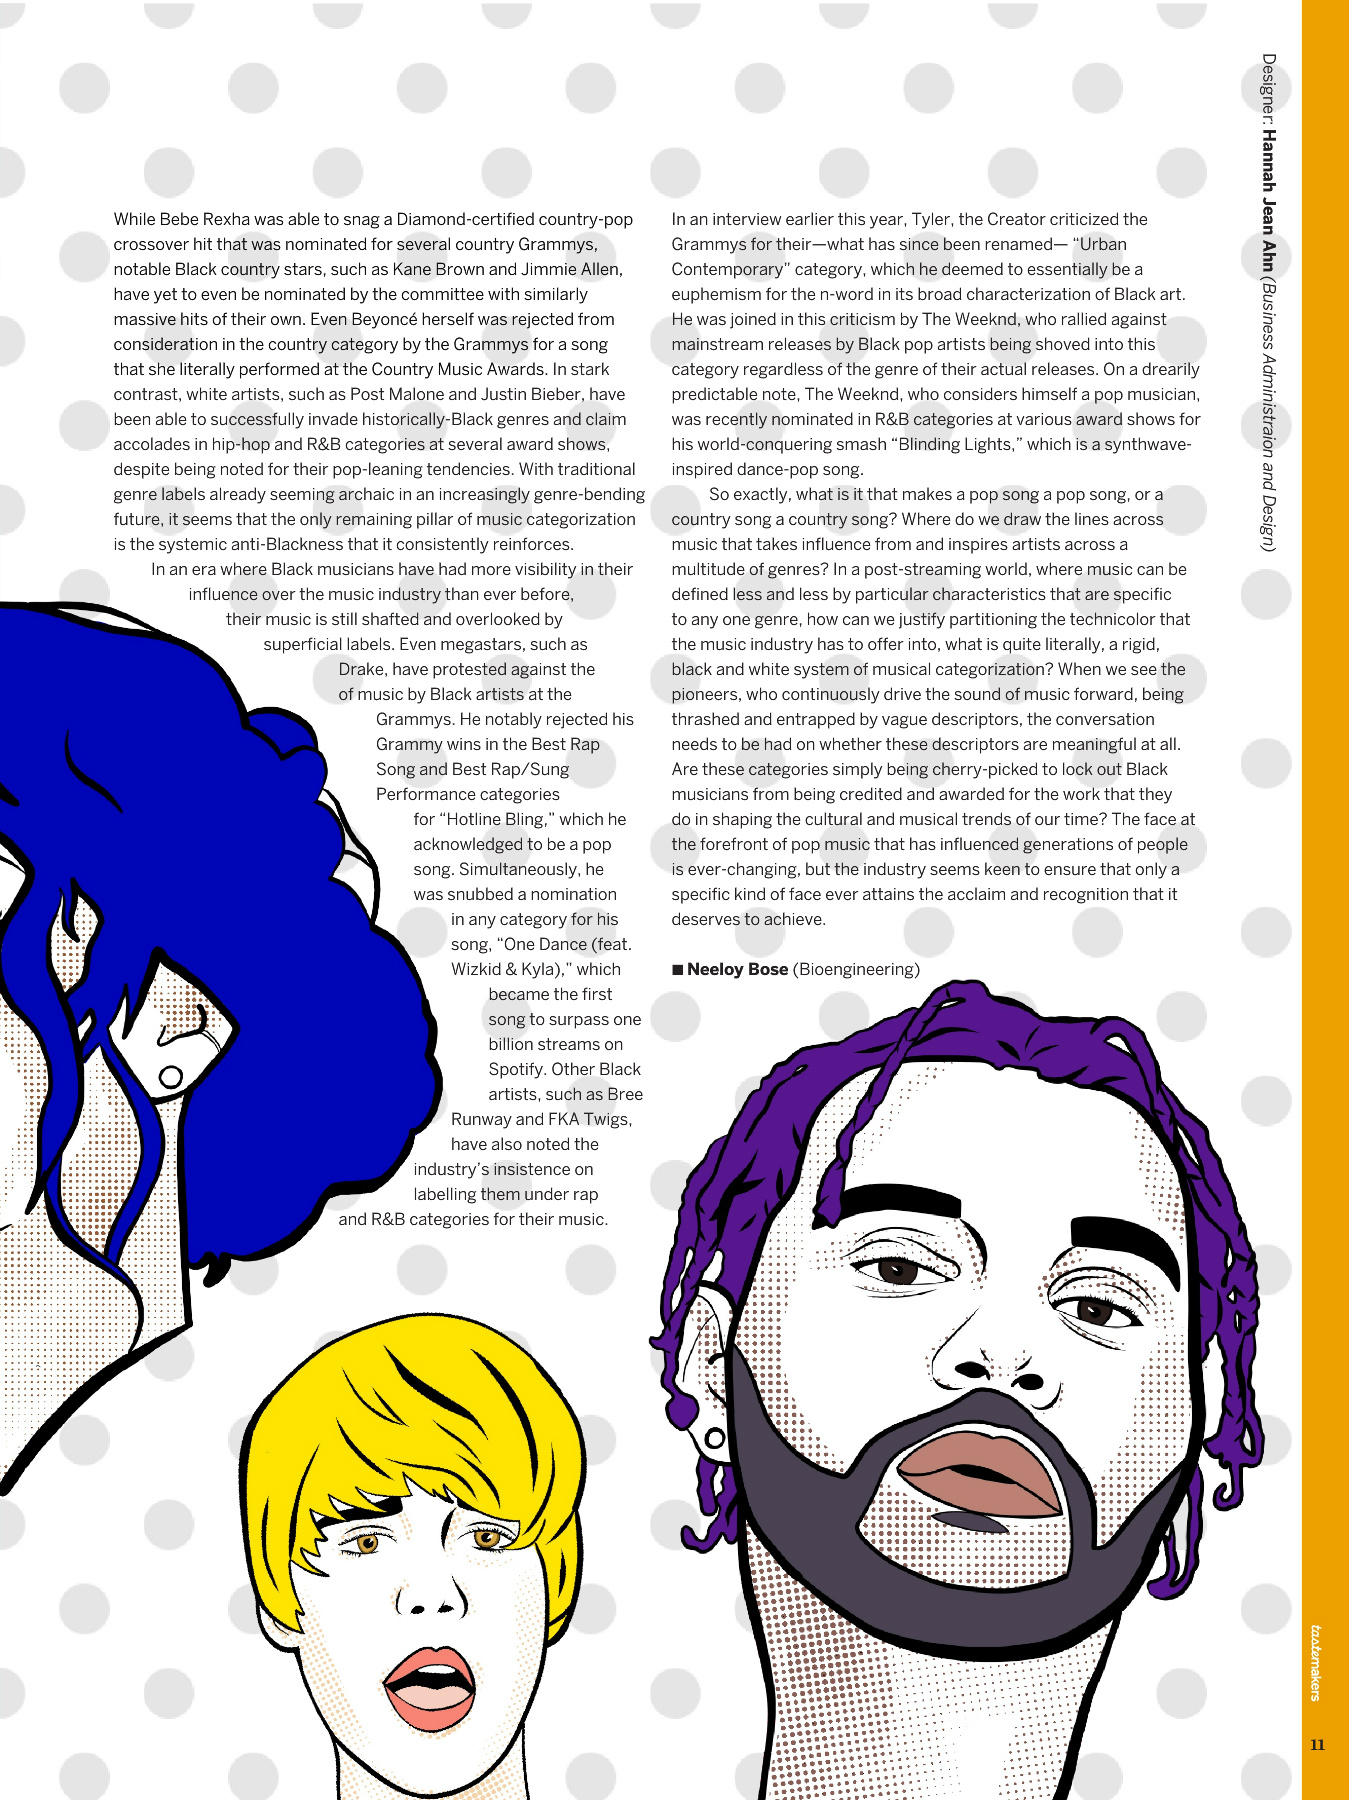 While Bebe Rexha was able to snag a Diamond-certified country-pop
crossover hit that was nominated for several country Grammys,
notable Black country stars, such as Kane Brown and Jimmie Allen,
have yet to even be nominated by the committee with similarly
massive hits of their own. Even Beyoncé herself was rejected from
consideration in the country category by the Grammys for a song
that she literally performed at the Country Music Awards. In stark
contrast, white artists, such as Post Malone and Justin Bieber, have
been able to successfully invade historically-Black genres and claim
accolades in hip-hop and R&B categories at several award shows,
despite being noted for their pop-leaning tendencies. With traditional
genre labels already seeming archaic in an increasingly genre-bending
future, it seems that the only remaining pillar of music categorization
is the systemic anti-Blackness that it consistently reinforces.
In an era where Black musicians have had more visibility in their
influence over the music industry than ever before,
their music is still shafted and overlooked by
superficial labels. Even megastars, such as
Drake, have protested against the
of music by Black artists at the
Grammys. He notably rejected his
Grammy wins in the Best Rap
Song and Best Rap/Sung
Performance categories
for “Hotline Bling,” which he
acknowledged to be a pop
song. Simultaneously, he
was snubbed a nomination
in any category for his
song, “One Dance (feat.
Wizkid & Kyla),” which
became the first
song to surpass one
billion streams on
Spotify. Other Black
artists, such as Bree
Runway and FKA Twigs,
have also noted the
industry’s insistence on
labelling them under rap
and R&B categories for their music.
In an interview earlier this year, Tyler, the Creator criticized the
Grammys for their—what has since been renamed— “Urban
Contemporary” category, which he deemed to essentially be a
euphemism for the n-word in its broad characterization of Black art.
He was joined in this criticism by The Weeknd, who rallied against
mainstream releases by Black pop artists being shoved into this
category regardless of the genre of their actual releases. On a drearily
predictable note, The Weeknd, who considers himself a pop musician,
was recently nominated in R&B categories at various award shows for
his world-conquering smash “Blinding Lights,” which is a synthwave-
inspired dance-pop song.
So exactly, what is it that makes a pop song a pop song, or a
country song a country song? Where do we draw the lines across
music that takes influence from and inspires artists across a
multitude of genres? In a post-streaming world, where music can be
defined less and less by particular characteristics that are specific
to any one genre, how can we justify partitioning the technicolor that
the music industry has to offer into, what is quite literally, a rigid,
black and white system of musical categorization? When we see the
pioneers, who continuously drive the sound of music forward, being
thrashed and entrapped by vague descriptors, the conversation
needs to be had on whether these descriptors are meaningful at all.
Are these categories simply being cherry-picked to lock out Black
musicians from being credited and awarded for the work that they
do in shaping the cultural and musical trends of our time? The face at
the forefront of pop music that has influenced generations of people
is ever-changing, but the industry seems keen to ensure that only a
specific kind of face ever attains the acclaim and recognition that it
deserves to achieve.
■ Neeloy Bose (Bioengineering)
Designer: Hannah Jean Ahn (Business Administraion and Design)
tastemakers
11